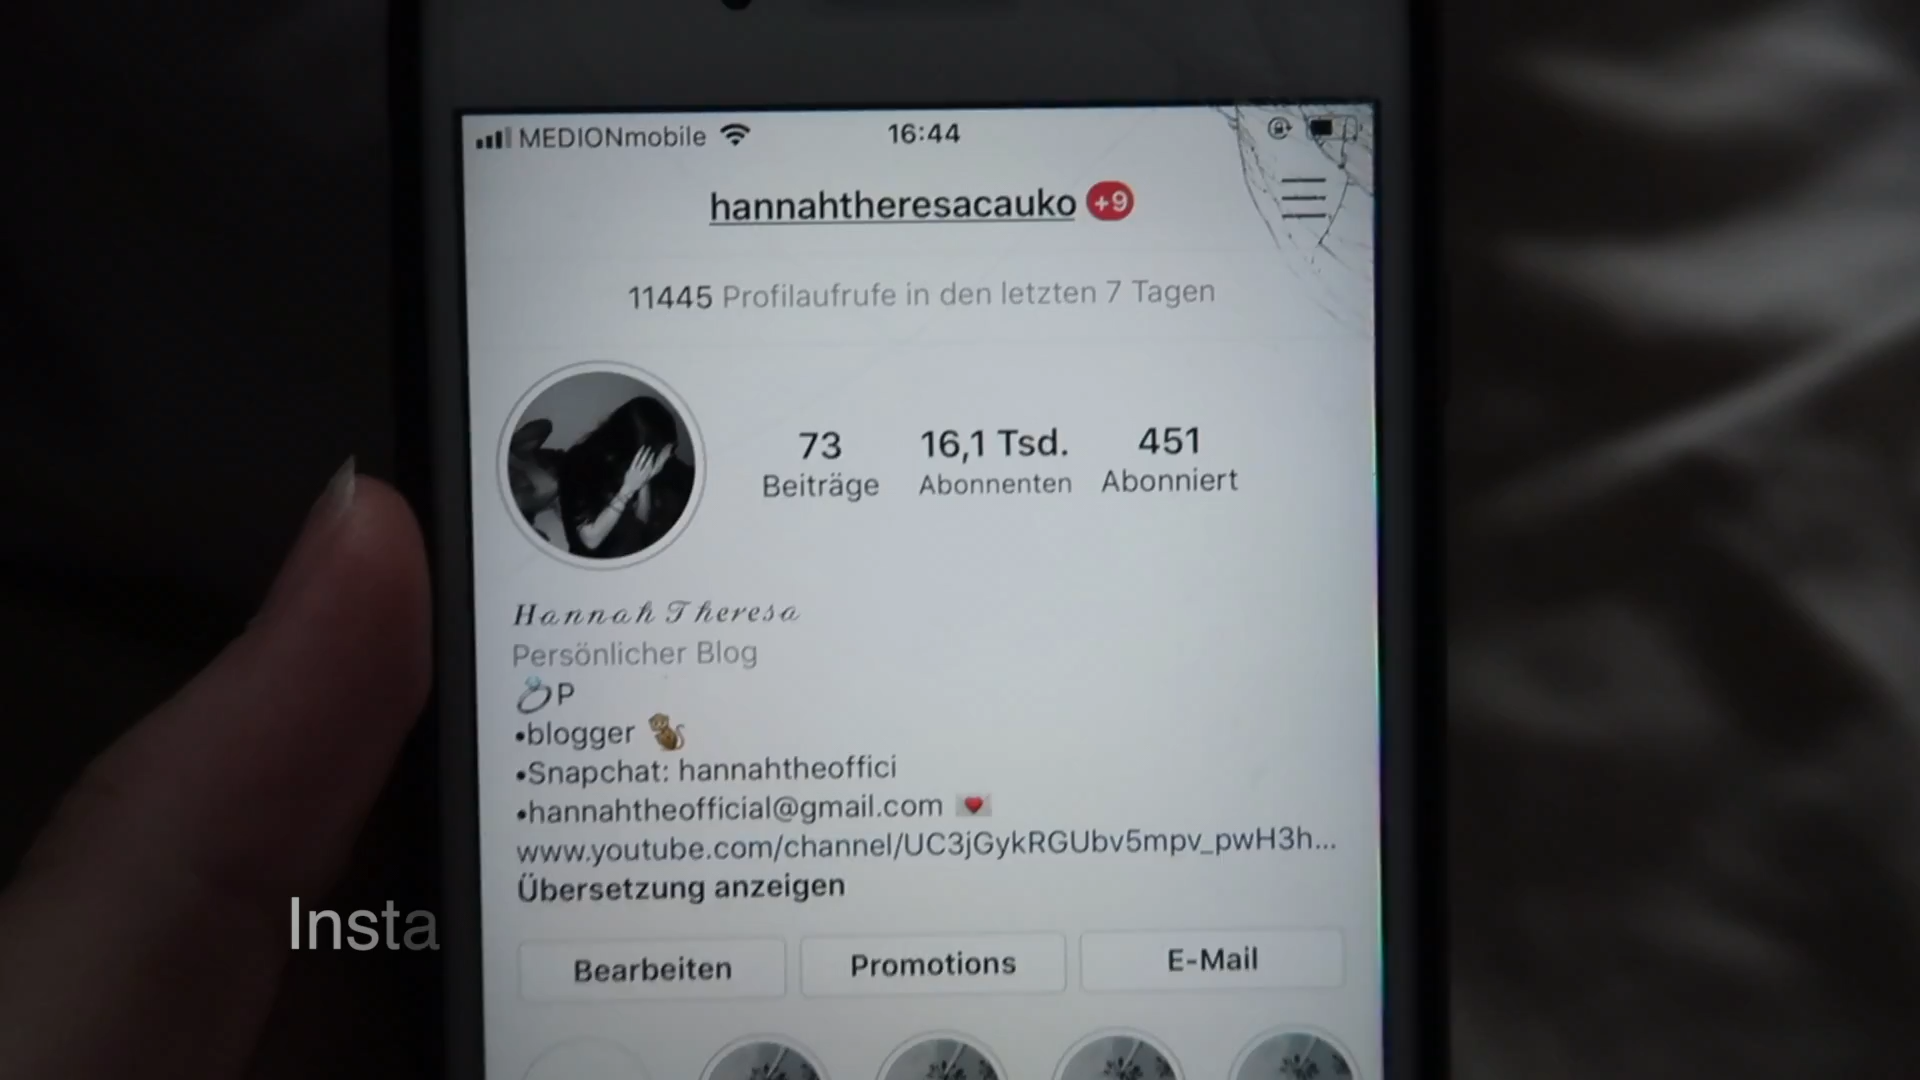 MEDIONmobile 16:44
hannahtheresacauko +9
11445 Profilaufrufe in den letzten 7 Tagen
73 16,1 Tsd. 451
Beiträge Abonnenten Abonniert
Hannah Theresa
Persönlicher Blog
💍P
•blogger 🐒
•Snapchat: hannahtheoffici
•hannahtheofficial@gmail.com 💌
www.youtube.com/channel/UC3jGykRGUbv5mpv_pwH3h...
Übersetzung anzeigen
Insta
Bearbeiten Promotions E-Mail